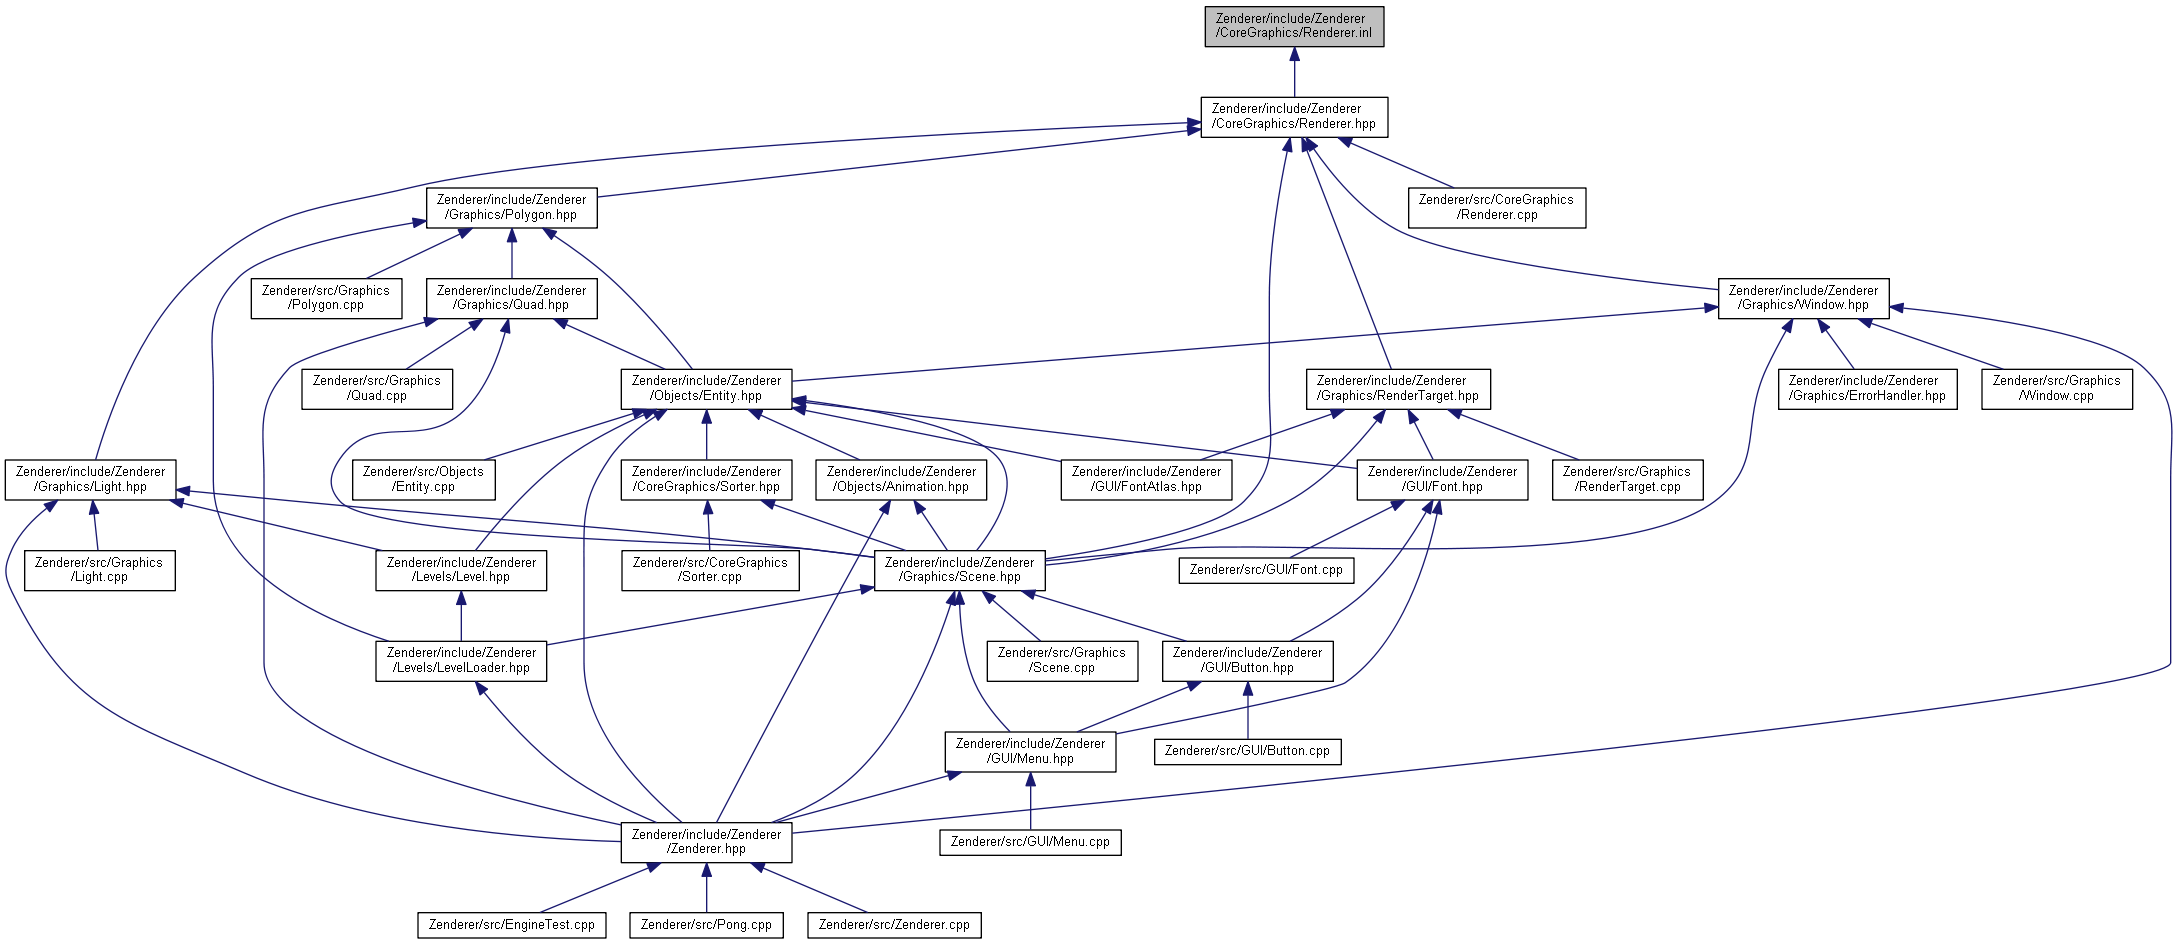 Zenderer/include/Zenderer
/CoreGraphics/Renderer.inl
Zenderer/include/Zenderer
/CoreGraphics/Renderer.hpp
Zenderer/include/Zenderer
/Graphics/Polygon.hpp
Zenderer/src/CoreGraphics
/Renderer.cpp
Zenderer/src/Graphics
/Polygon.cpp
Zenderer/include/Zenderer
/Graphics/Quad.hpp
Zenderer/include/Zenderer
/Graphics/Window.hpp
Zenderer/src/Graphics
/Quad.cpp
Zenderer/include/Zenderer
/Objects/Entity.hpp
Zenderer/include/Zenderer
/Graphics/RenderTarget.hpp
Zenderer/include/Zenderer
/Graphics/ErrorHandler.hpp
Zenderer/src/Graphics
/Window.cpp
Zenderer/include/Zenderer
/Graphics/Light.hpp
Zenderer/src/Objects
/Entity.cpp
Zenderer/include/Zenderer
/CoreGraphics/Sorter.hpp
Zenderer/include/Zenderer
/Objects/Animation.hpp
Zenderer/include/Zenderer
/GUI/FontAtlas.hpp
Zenderer/include/Zenderer
/GUI/Font.hpp
Zenderer/src/Graphics
/RenderTarget.cpp
Zenderer/src/Graphics
/Light.cpp
Zenderer/include/Zenderer
/Levels/Level.hpp
Zenderer/src/CoreGraphics
/Sorter.cpp
Zenderer/include/Zenderer
/Graphics/Scene.hpp
Zenderer/src/GUI/Font.cpp
Zenderer/include/Zenderer
/Levels/LevelLoader.hpp
Zenderer/src/Graphics
/Scene.cpp
Zenderer/include/Zenderer
/GUI/Button.hpp
Zenderer/include/Zenderer
/GUI/Menu.hpp
Zenderer/src/GUI/Button.cpp
Zenderer/include/Zenderer
/Zenderer.hpp
Zenderer/src/GUI/Menu.cpp
Zenderer/src/EngineTest.cpp
Zenderer/src/Pong.cpp
Zenderer/src/Zenderer.cpp